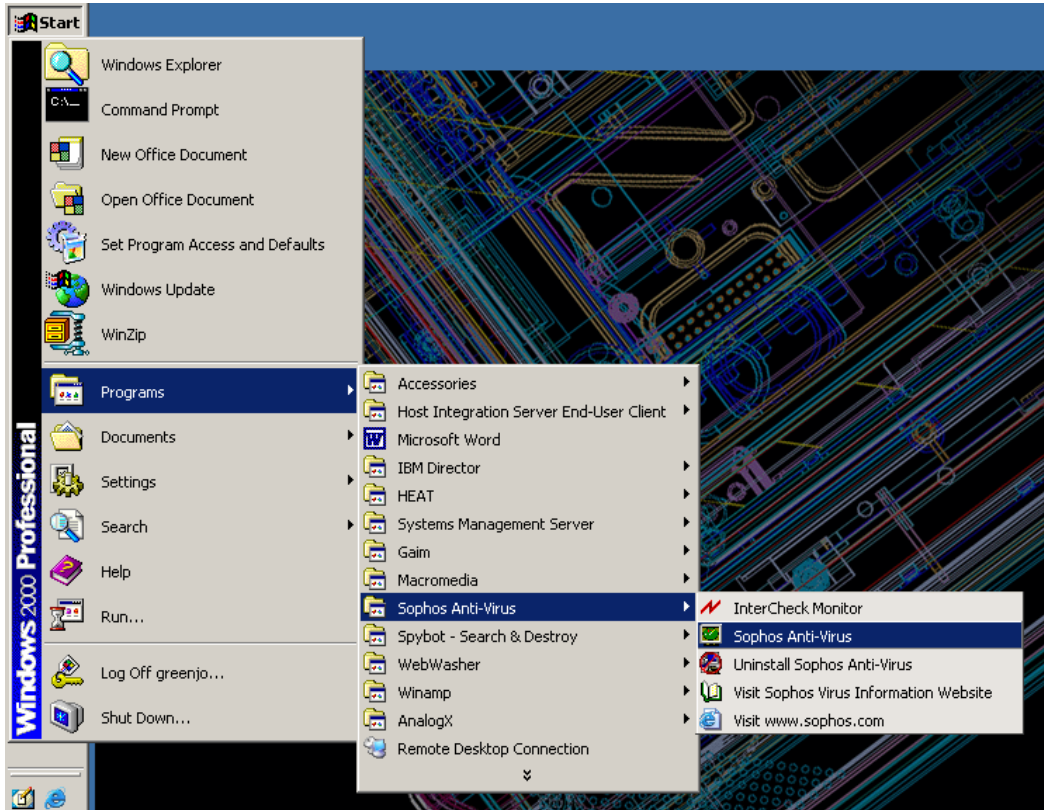 Start
Windows Explorer
C:\_
Command Prompt
New Office Document
Open Office Document
Set Program Access and Defaults
Windows Update
WinZip
Programs
Documents
Settings
Search
Help
Run...
Log Off greenjo...
Shut Down...
Windows 2000 Professional
Accessories
Host Integration Server End-User Client
Microsoft Word
IBM Director
HEAT
Systems Management Server
Gaim
Macromedia
Sophos Anti-Virus
Spybot - Search & Destroy
WebWasher
Winamp
AnalogX
Remote Desktop Connection
InterCheck Monitor
Sophos Anti-Virus
Uninstall Sophos Anti-Virus
Visit Sophos Virus Information Website
Visit www.sophos.com